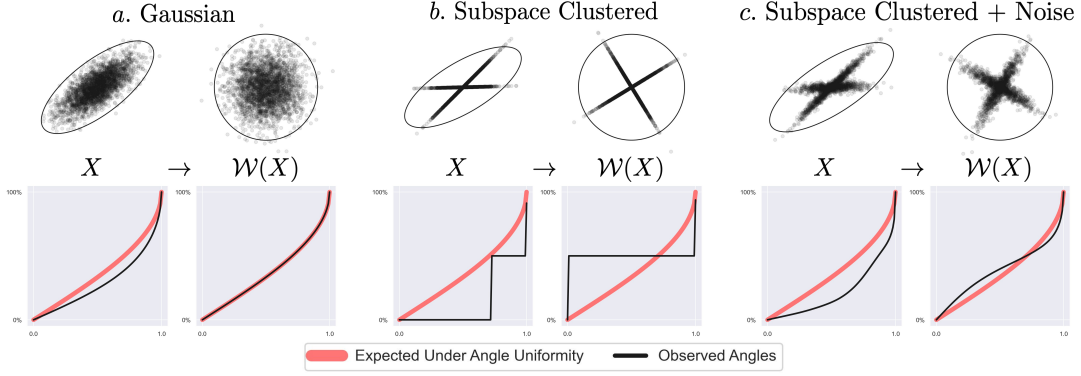 a. Gaussian
b. Subspace Clustered
c. Subspace Clustered + Noise
X → 𝒲(X)
X → 𝒲(X)
X → 𝒲(X)
100% 100% 100% 100% 100% 100%
0% 0% 0% 0% 0% 0%
0.0 1.0 0.0 1.0 0.0 1.0 0.0 1.0 0.0 1.0 0.0 1.0
Expected Under Angle Uniformity Observed Angles